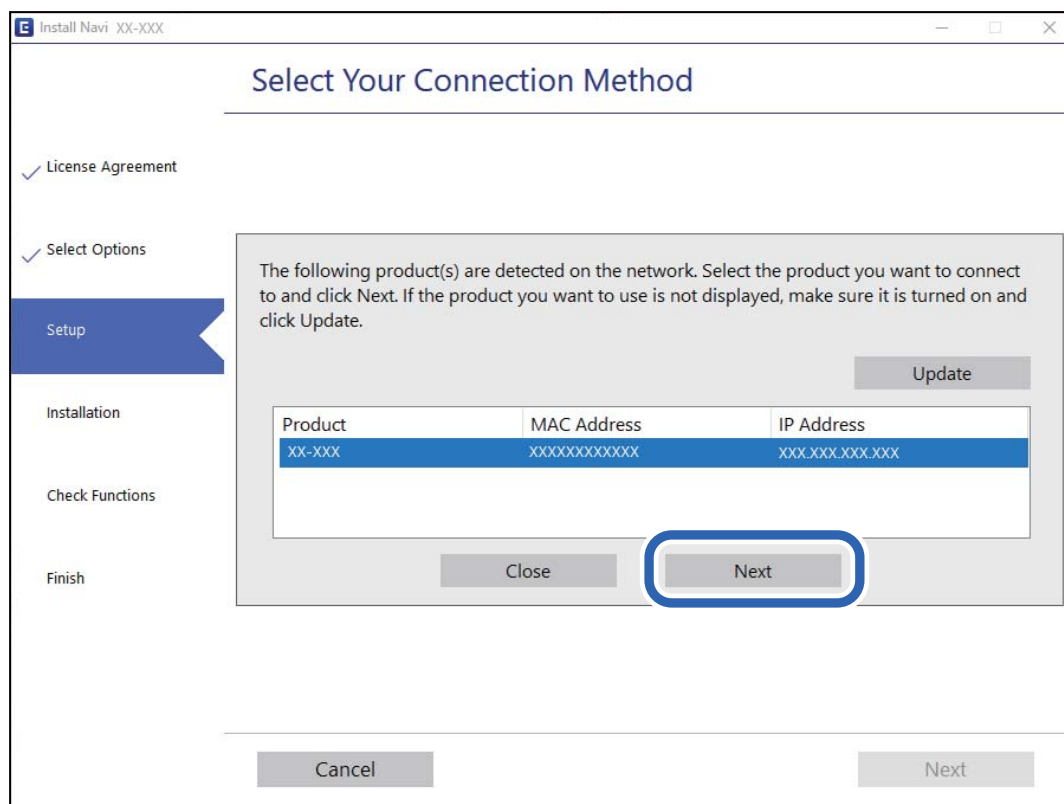 E Install Navi XX-XXX
Select Your Connection Method
License Agreement
Select Options
Setup
Installation
Check Functions
Finish
The following product(s) are detected on the network. Select the product you want to connect
to and click Next. If the product you want to use is not displayed, make sure it is turned on and
click Update.
Update
Product MAC Address IP Address
XX-XXX XXXXXXXXXXXX XXX.XXX.XXX.XXX
Close Next
Cancel Next